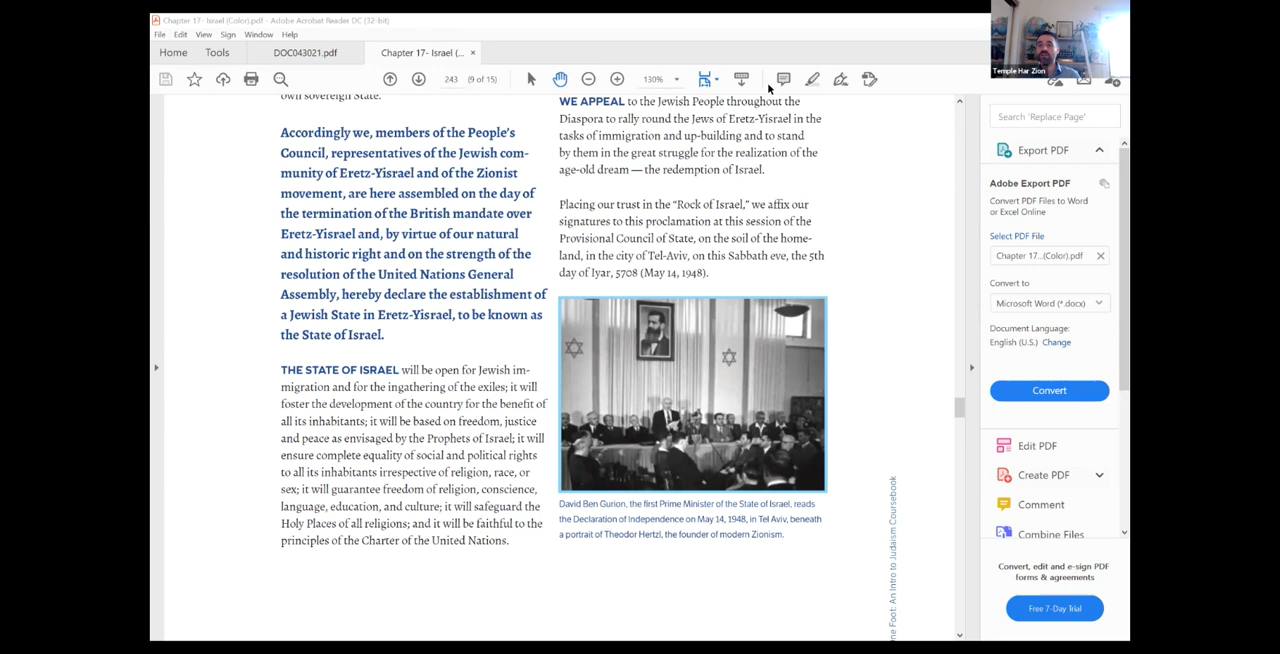 Chapter 17- Israel (Color).pdf - Adobe Acrobat Reader DC (32-bit)
File Edit View Sign Window Help
Home Tools DOC043021.pdf Chapter 17- Israel (... ×
243 (9 of 15) 130%
Temple Har Zion
own sovereign State.
Accordingly we, members of the People's
Council, representatives of the Jewish com-
munity of Eretz-Yisrael and of the Zionist
movement, are here assembled on the day of
the termination of the British mandate over
Eretz-Yisrael and, by virtue of our natural
and historic right and on the strength of the
resolution of the United Nations General
Assembly, hereby declare the establishment of
a Jewish State in Eretz-Yisrael, to be known as
the State of Israel.
THE STATE OF ISRAEL will be open for Jewish im-
migration and for the ingathering of the exiles; it will
foster the development of the country for the benefit of
all its inhabitants; it will be based on freedom, justice
and peace as envisaged by the Prophets of Israel; it will
ensure complete equality of social and political rights
to all its inhabitants irrespective of religion, race, or
sex; it will guarantee freedom of religion, conscience,
language, education, and culture; it will safeguard the
Holy Places of all religions; and it will be faithful to the
principles of the Charter of the United Nations.
WE APPEAL to the Jewish People throughout the
Diaspora to rally round the Jews of Eretz-Yisrael in the
tasks of immigration and up-building and to stand
by them in the great struggle for the realization of the
age-old dream — the redemption of Israel.
Placing our trust in the “Rock of Israel,” we affix our
signatures to this proclamation at this session of the
Provisional Council of State, on the soil of the home-
land, in the city of Tel-Aviv, on this Sabbath eve, the 5th
day of Iyar, 5708 (May 14, 1948).
David Ben Gurion, the first Prime Minister of the State of Israel, reads
the Declaration of Independence on May 14, 1948, in Tel Aviv, beneath
a portrait of Theodor Hertzl, the founder of modern Zionism.
ne Foot: An Intro to Judaism Coursebook
Search 'Replace Page'
Export PDF
Adobe Export PDF
Convert PDF Files to Word
or Excel Online
Select PDF File
Chapter 17...(Color).pdf ×
Convert to
Microsoft Word (*.docx)
Document Language:
English (U.S.) Change
Convert
Edit PDF
Create PDF
Comment
Combine Files
Convert, edit and e-sign PDF
forms & agreements
Free 7-Day Trial